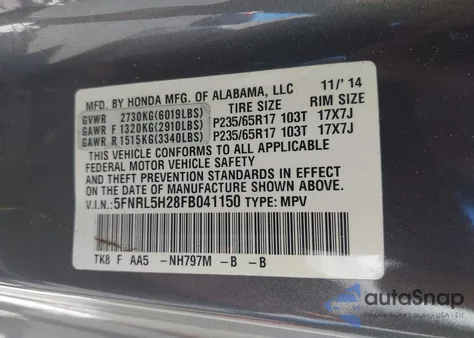 MFD. BY HONDA MFG. OF ALABAMA, LLC 11/'14
GVWR 2730KG(6019LBS) TIRE SIZE RIM SIZE
GAWR F 1320KG(2910LBS) P235/65R17 103T 17X7J
GAWR R 1515KG(3340LBS) P235/65R17 103T 17X7J
THIS VEHICLE CONFORMS TO ALL APPLICABLE
FEDERAL MOTOR VEHICLE SAFETY
AND THEFT PREVENTION STANDARDS IN EFFECT
ON THE DATE OF MANUFACTURE SHOWN ABOVE.
V.I.N.: 5FNRL5H28FB041150 TYPE: MPV
TK8 F AA5 -NH797M -B -B
autoSnap